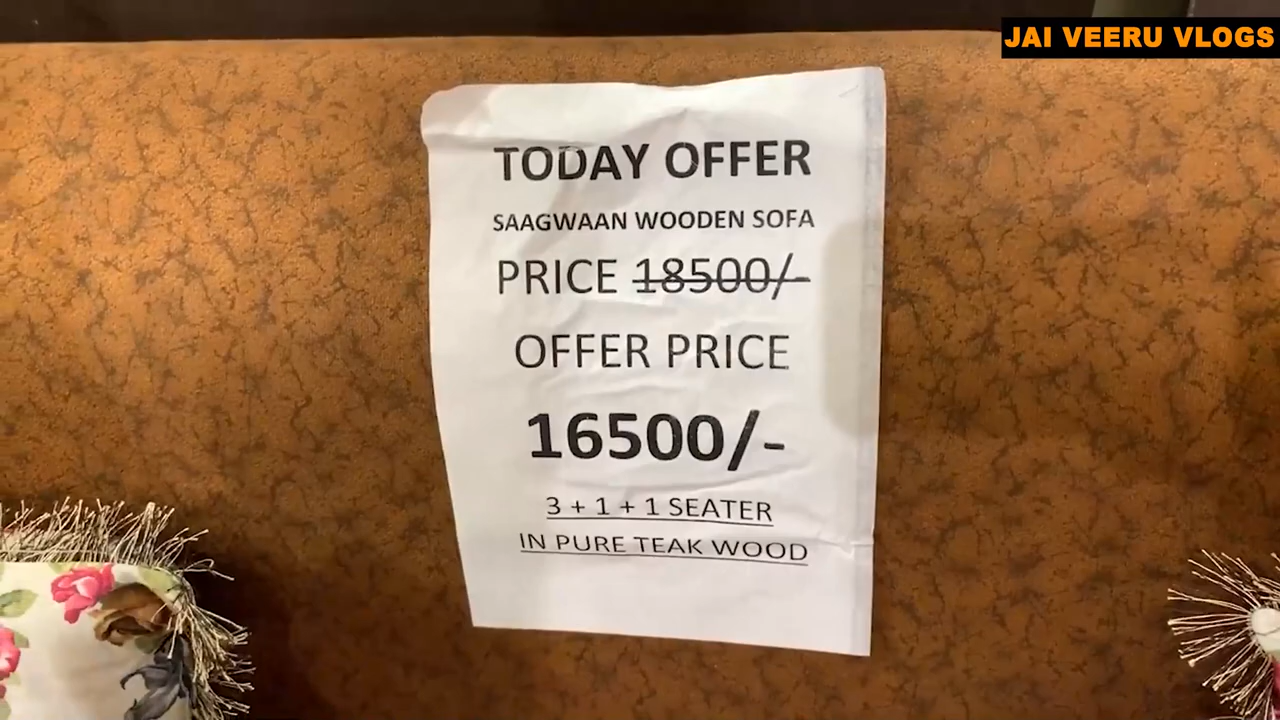 JAI VEERU VLOGS
TODAY OFFER
SAAGWAAN WOODEN SOFA
PRICE 18500/-
OFFER PRICE
16500/-
3 + 1 + 1 SEATER
IN PURE TEAK WOOD